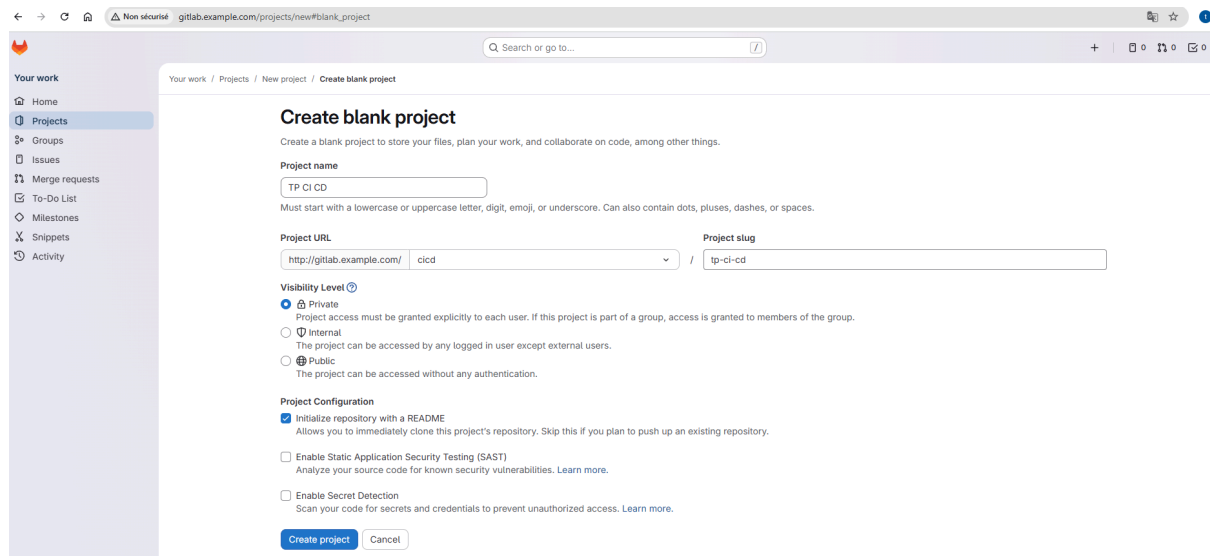 Non sécurisé gitlab.example.com/projects/new#blank_project
t
Search or go to... /
+ 0 0 0
Your work
Home
Projects
Groups
Issues
Merge requests
To-Do List
Milestones
Snippets
Activity
Your work / Projects / New project / Create blank project
Create blank project
Create a blank project to store your files, plan your work, and collaborate on code, among other things.
Project name
TP CI CD
Must start with a lowercase or uppercase letter, digit, emoji, or underscore. Can also contain dots, pluses, dashes, or spaces.
Project URL
http://gitlab.example.com/ cicd /
Project slug
tp-ci-cd
Visibility Level ?
Private
Project access must be granted explicitly to each user. If this project is part of a group, access is granted to members of the group.
Internal
The project can be accessed by any logged in user except external users.
Public
The project can be accessed without any authentication.
Project Configuration
Initialize repository with a README
Allows you to immediately clone this project's repository. Skip this if you plan to push up an existing repository.
Enable Static Application Security Testing (SAST)
Analyze your source code for known security vulnerabilities. Learn more.
Enable Secret Detection
Scan your code for secrets and credentials to prevent unauthorized access. Learn more.
Create project Cancel